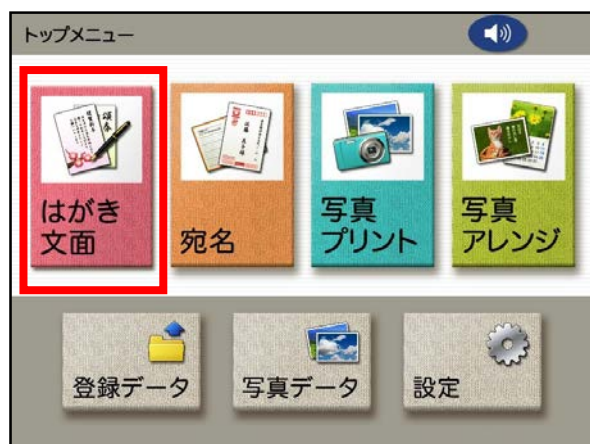 トップメニュー
はがき
文面
宛名
写真
プリント
写真
アレンジ
登録データ
写真データ
設定